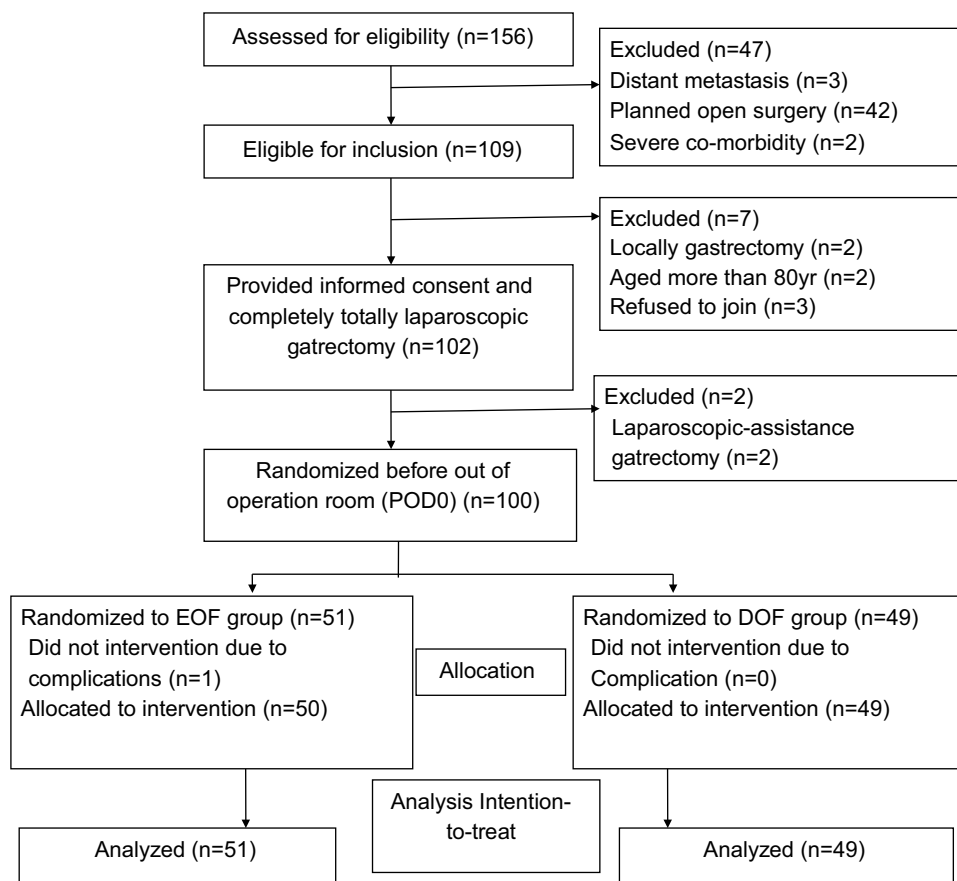 Assessed for eligibility (n=156)
Excluded (n=47)
Distant metastasis (n=3)
Planned open surgery (n=42)
Severe co-morbidity (n=2)
Eligible for inclusion (n=109)
Excluded (n=7)
Locally gastrectomy (n=2)
Aged more than 80yr (n=2)
Refused to join (n=3)
Provided informed consent and
completely totally laparoscopic
gatrectomy (n=102)
Excluded (n=2)
Laparoscopic-assistance
gatrectomy (n=2)
Randomized before out of
operation room (POD0) (n=100)
Randomized to EOF group (n=51)
Did not intervention due to
complications (n=1)
Allocated to intervention (n=50)
Allocation
Randomized to DOF group (n=49)
Did not intervention due to
Complication (n=0)
Allocated to intervention (n=49)
Analysis Intention-
to-treat
Analyzed (n=51)
Analyzed (n=49)